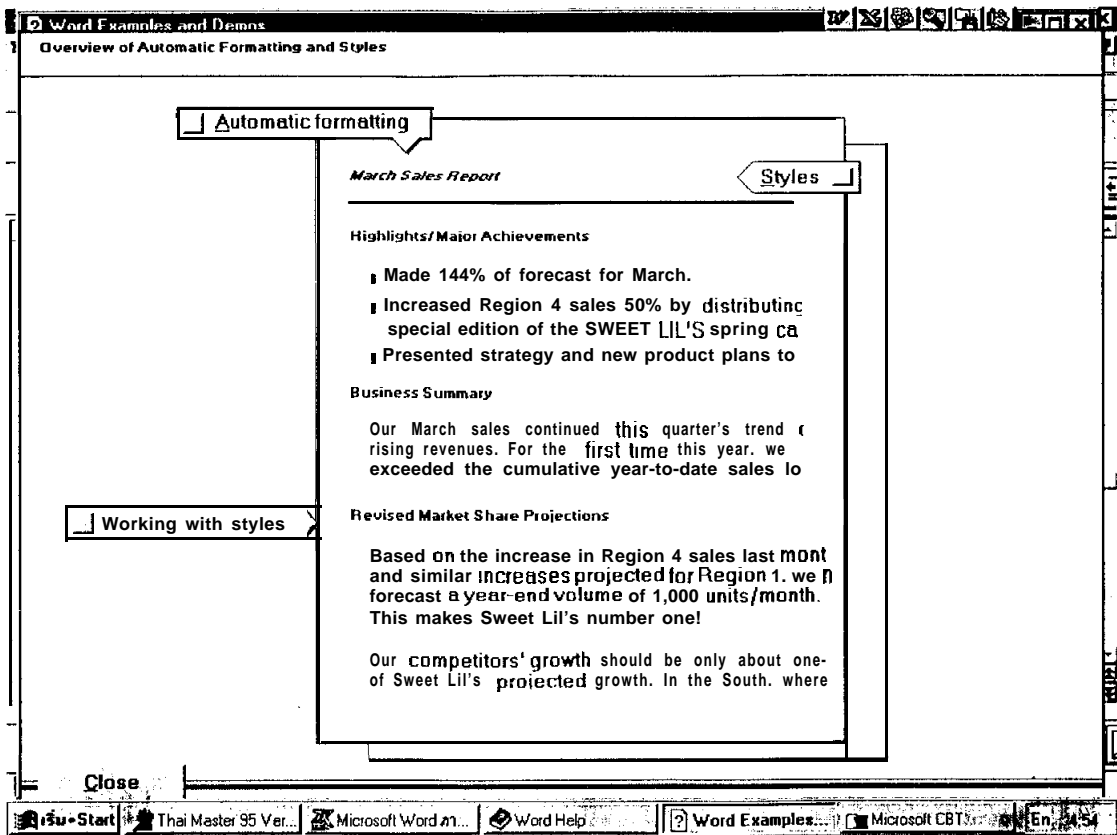 Word Examples and Demos
Overview of Automatic Formatting and Styles
Automatic formatting
March Sales Report
Styles
Highlights/Major Achievements
Made 144% of forecast for March.
Increased Region 4 sales 50% by distributing
special edition of the SWEET LIL'S spring ca
Presented strategy and new product plans to
Business Summary
Our March sales continued this quarter's trend
rising revenues. For the first time this year. we
exceeded the cumulative year-to-date sales lo
Working with styles
Revised Market Share Projections
Based on the increase in Region 4 sales last mont
and similar increases projected for Region 1. we n
forecast a year-end volume of 1,000 units/month.
This makes Sweet Lil's number one!
Our competitors' growth should be only about one-
of Sweet Lil's projected growth. In the South. where
Close
เริ่ม-Start Thai Master 95 Ver... Microsoft Word ภา... Word Help Word Examples... Microsoft CBT En